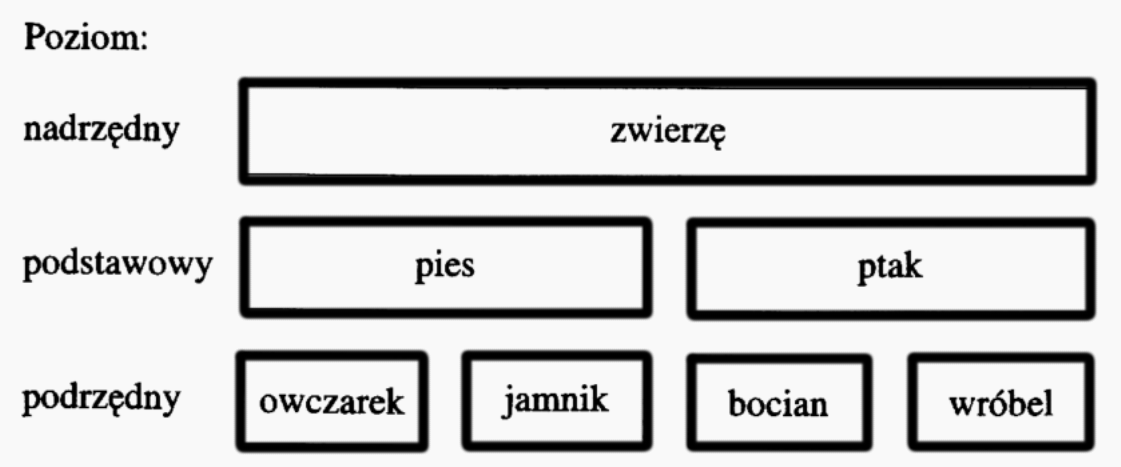 Poziom:
nadrzędny zwierzę
podstawowy pies ptak
podrzędny owczarek jamnik bocian wróbel